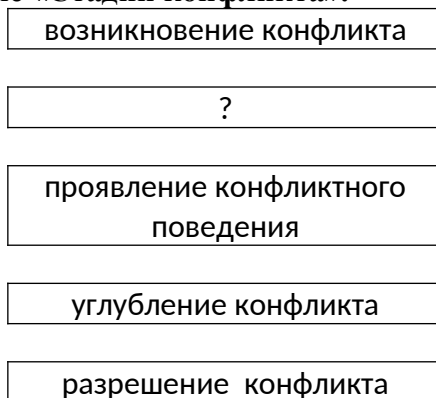 возникновение конфликта
?
проявление конфликтного
поведения
углубление конфликта
разрешение конфликта